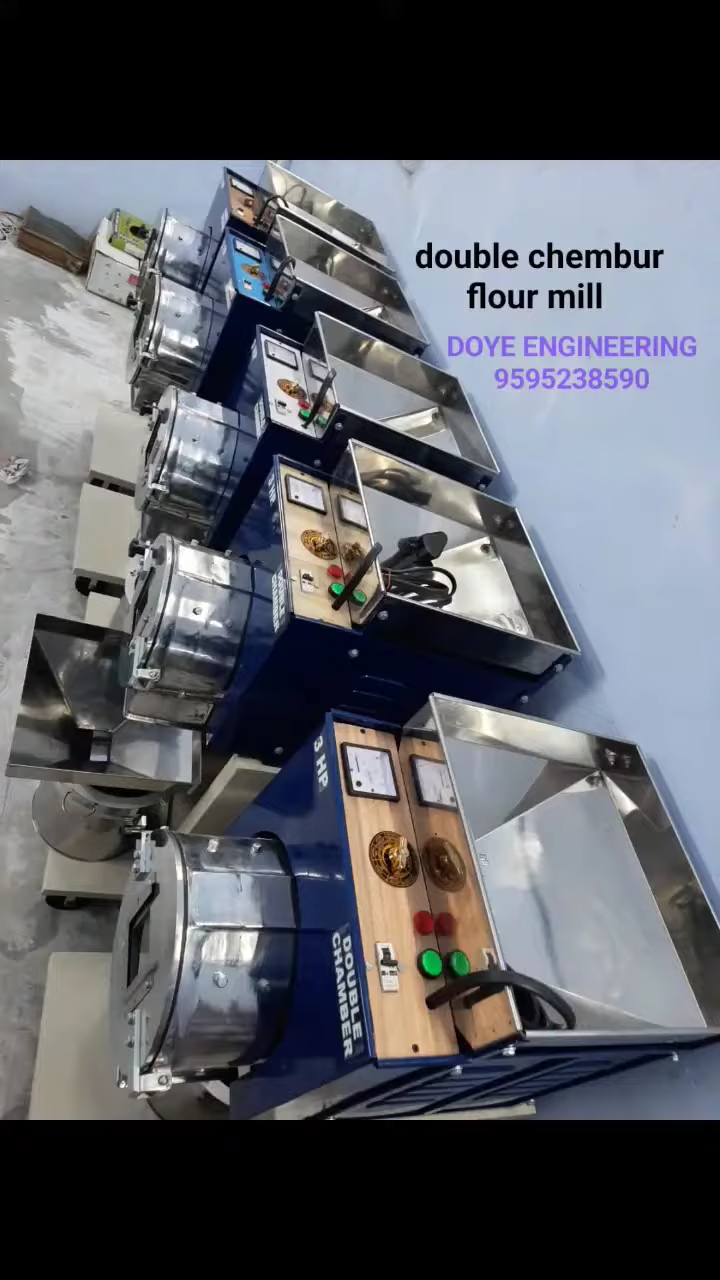 double chembur
flour mill
DOYE ENGINEERING
9595238590
3 HP
DOUBLE
CHAMBER